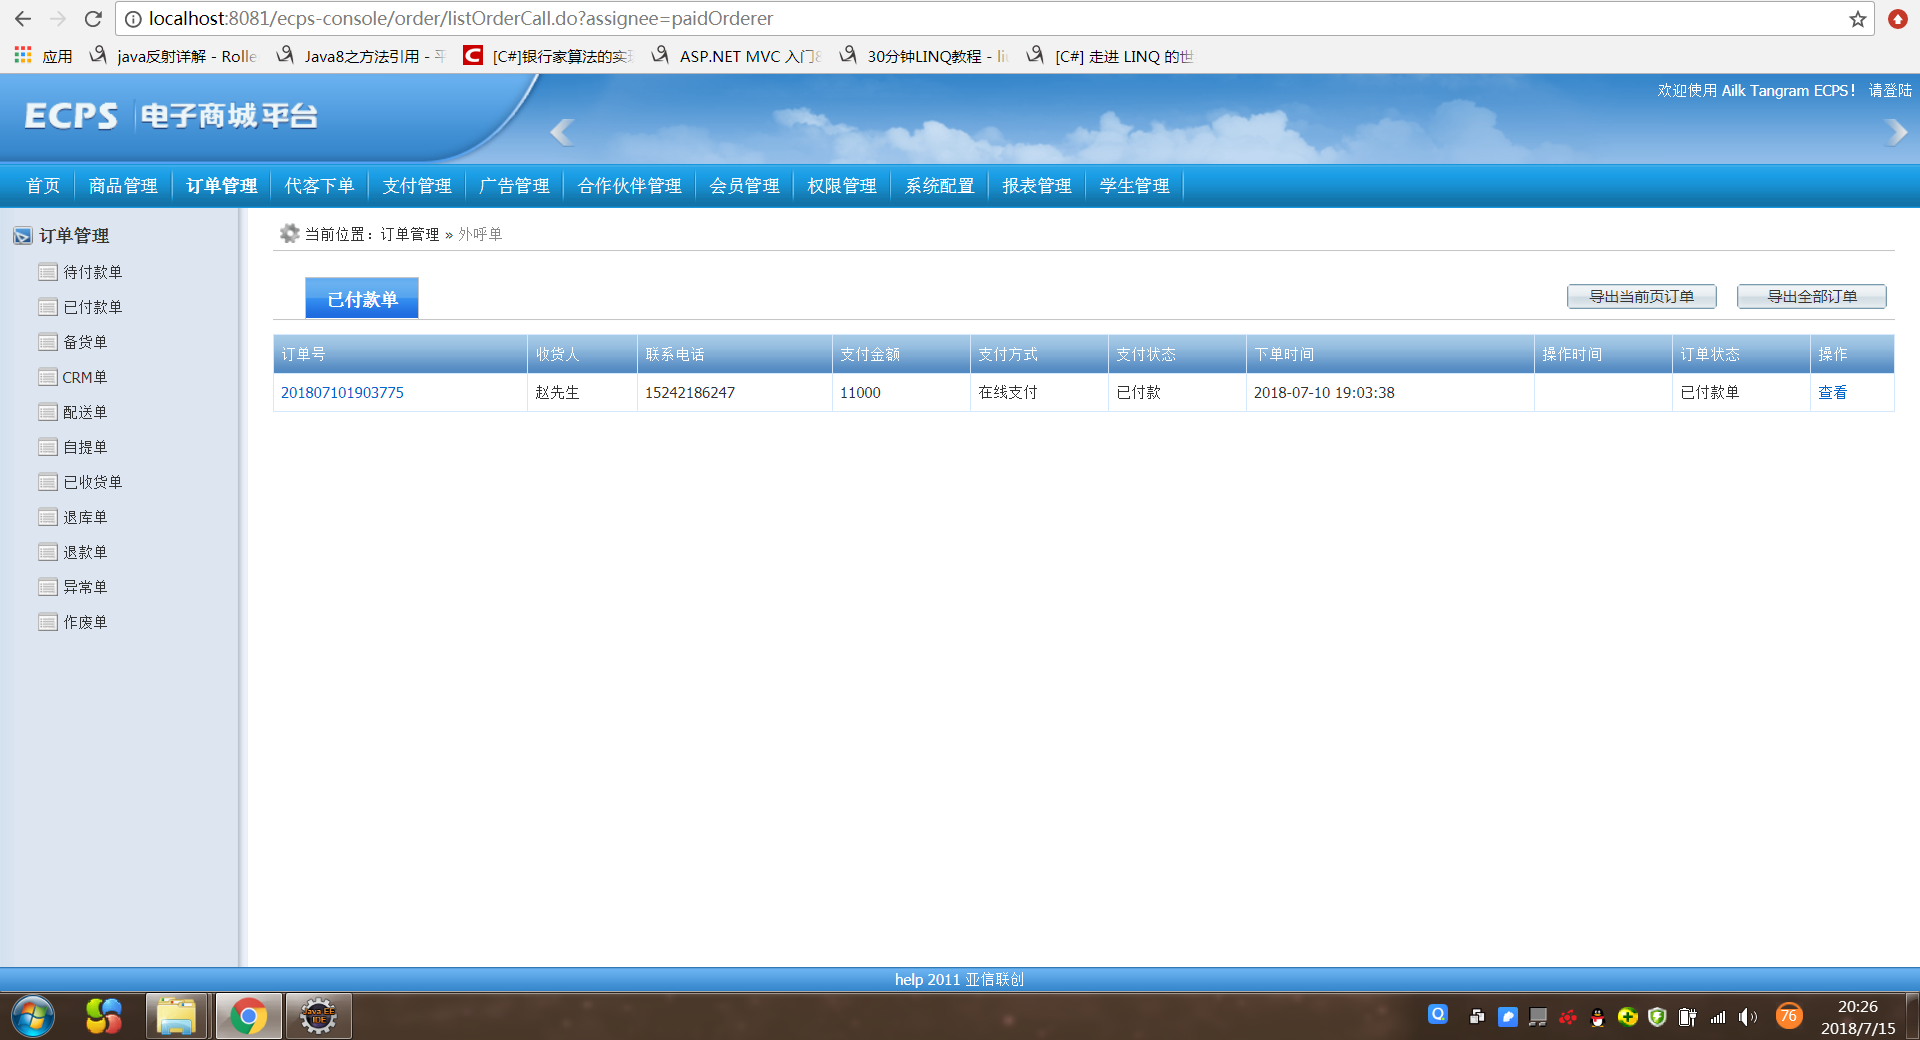 localhost:8081/ecps-console/order/listOrderCall.do?assignee=paidOrderer
应用 java反射详解 - Rolle Java8之方法引用 - [C#]银行家算法的实 ASP.NET MVC 入门 30分钟LINQ教程 - li [C#] 走进 LINQ 的世
欢迎使用 Ailk Tangram ECPS! 请登陆
ECPS 电子商城平台
首页 商品管理 订单管理 代客下单 支付管理 广告管理 合作伙伴管理 会员管理 权限管理 系统配置 报表管理 学生管理
订单管理
待付款单
已付款单
备货单
CRM单
配送单
自提单
已收货单
退库单
退款单
异常单
作废单
当前位置：订单管理 » 外呼单
已付款单
导出当前页订单 导出全部订单
订单号 收货人 联系电话 支付金额 支付方式 支付状态 下单时间 操作时间 订单状态 操作
201807101903775 赵先生 15242186247 11000 在线支付 已付款 2018-07-10 19:03:38 已付款单 查看
help 2011 亚信联创
Java EE
IDE
76
20:26
2018/7/15